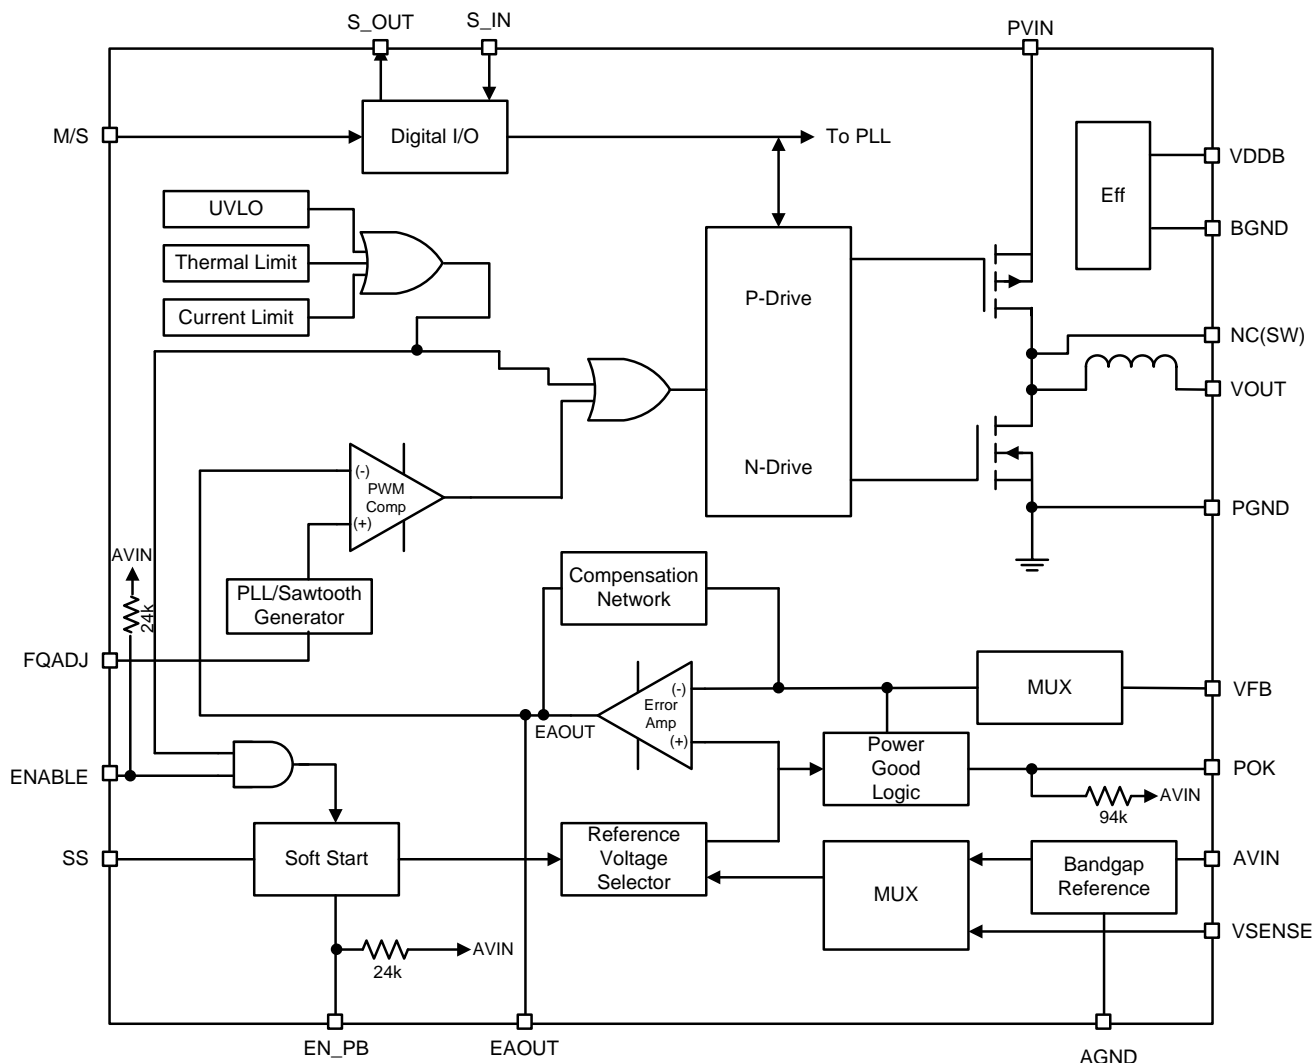 S_OUT
S_IN
PVIN
M/S
Digital I/O
To PLL
VDDB
Eff
BGND
UVLO
Thermal Limit
Current Limit
P-Drive
N-Drive
NC(SW)
VOUT
PGND
(-)
PWM
Comp
(+)
AVIN
24k
PLL/Sawtooth
Generator
FQADJ
Compensation
Network
(-)
Error
Amp
(+)
EAOUT
MUX
VFB
Power
Good
Logic
POK
94k
AVIN
ENABLE
SS
Soft Start
Reference
Voltage
Selector
MUX
Bandgap
Reference
AVIN
VSENSE
24k
AVIN
EN_PB
EAOUT
AGND